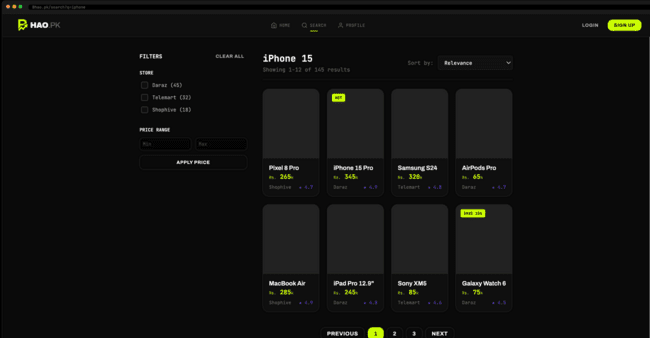 HAO.PK
HOME
SEARCH
PROFILE
LOGIN
SIGN UP
FILTERS
CLEAR ALL
STORE
Daraz (45)
Telemart (32)
Shophive (18)
PRICE RANGE
Min
Max
APPLY PRICE
iPhone 15
Showing 1-12 of 145 results
Sort by:
Relevance
Pixel 8 Pro
Rs. 265K
Shophive
4.7
HOT
iPhone 15 Pro
Rs. 345K
Daraz
4.9
Samsung S24
Rs. 320K
Telemart
4.8
AirPods Pro
Rs. 65K
Daraz
4.7
MacBook Air
Rs. 285K
Shophive
4.9
iPad Pro 12.9"
Rs. 245K
Daraz
4.8
Sony XM5
Rs. 85K
Telemart
4.6
SAVE 15%
Galaxy Watch 6
Rs. 75K
Daraz
4.5
PREVIOUS
1
2
3
NEXT